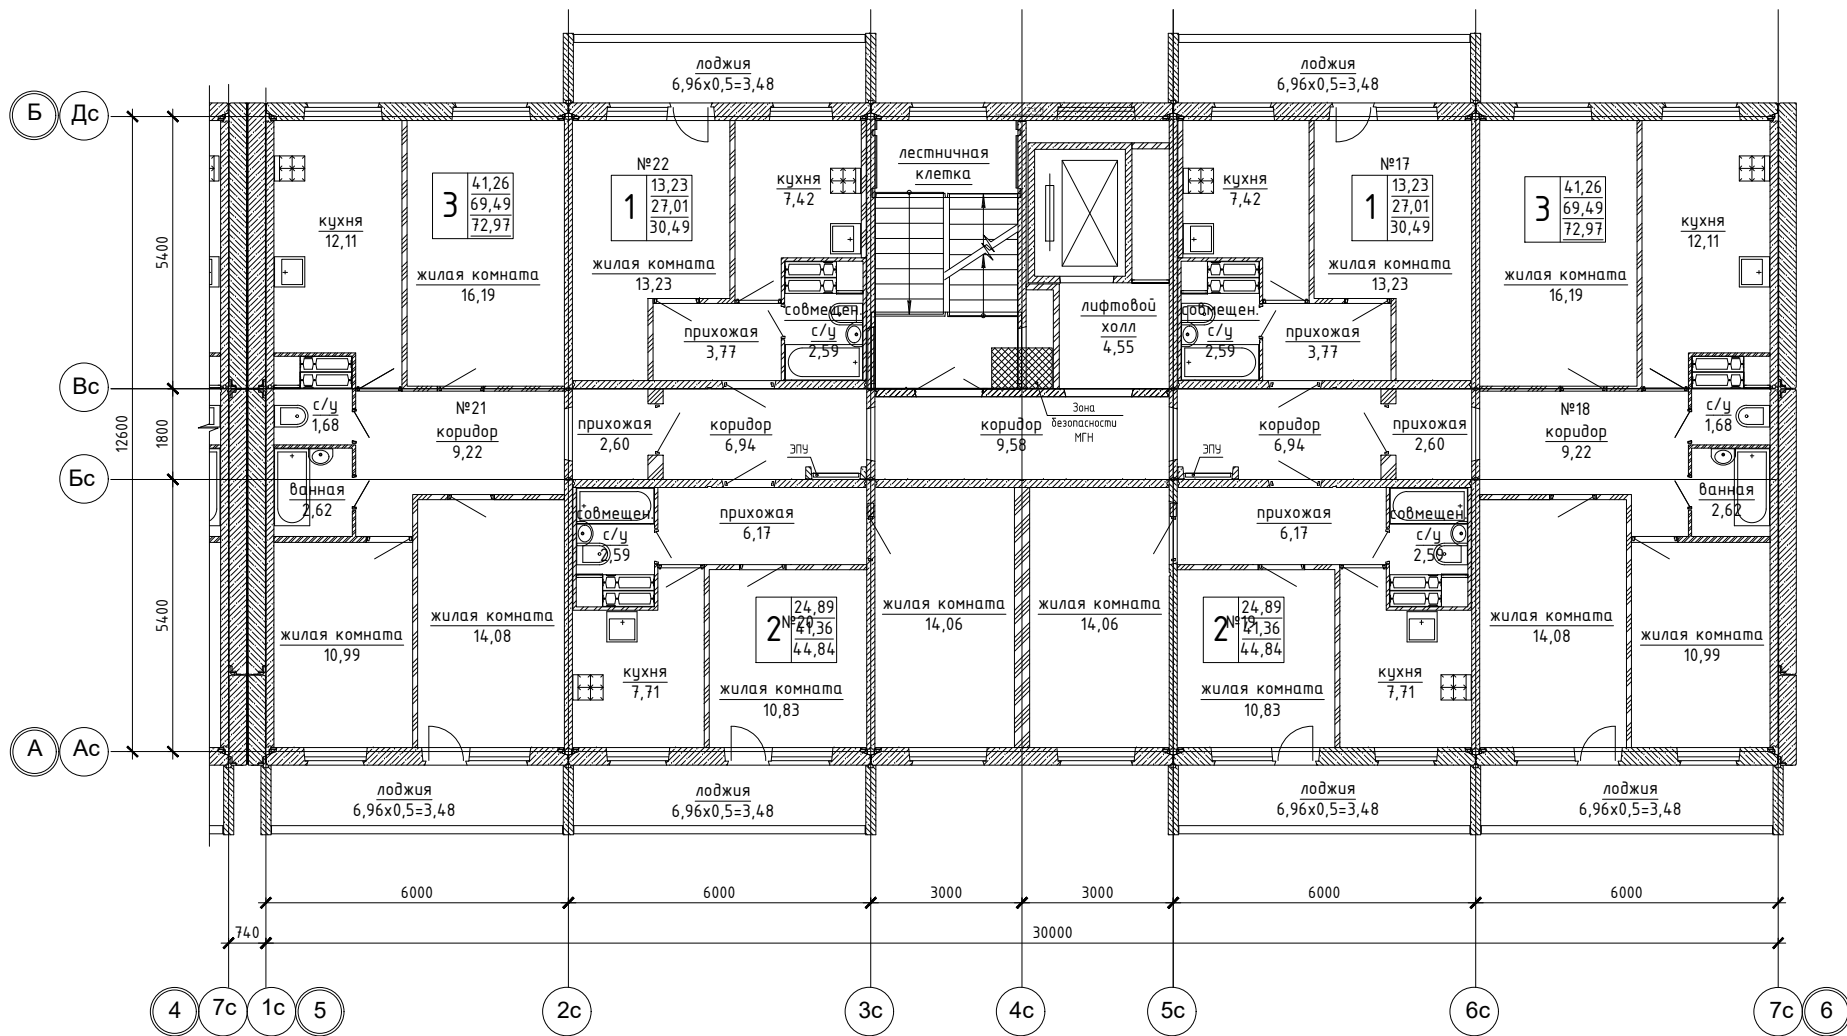 лоджия
6,96x0,5=3,48
лоджия
6,96x0,5=3,48
Б
Дс
№22
1
13,23
27,01
30,49
кухня
7,42
лестничная
клетка
кухня
7,42
№17
1
13,23
27,01
30,49
3
41,26
69,49
72,97
3
41,26
69,49
72,97
кухня
12,11
кухня
12,11
жилая комната
16,19
жилая комната
13,23
жилая комната
13,23
жилая комната
16,19
5400
прихожая
3,77
совмещен.
с/у
2,59
лифтовой
холл
4,55
совмещен.
с/у
2,59
прихожая
3,77
Вс
12600
1800
с/у
1,68
№21
коридор
9,22
прихожая
2,60
коридор
6,94
ЭПУ
коридор
9,58
Зона
безопасности
МГН
коридор
6,94
ЭПУ
прихожая
2,60
№18
коридор
9,22
с/у
1,68
Бс
ванная
2,62
совмещен.
с/у
2,59
прихожая
6,17
прихожая
6,17
совмещен.
с/у
2,59
ванная
2,62
5400
жилая комната
10,99
жилая комната
14,08
2
№20
24,89
41,36
44,84
жилая комната
14,06
жилая комната
14,06
2
№19
24,89
41,36
44,84
жилая комната
14,08
жилая комната
10,99
кухня
7,71
жилая комната
10,83
жилая комната
10,83
кухня
7,71
А
Ас
лоджия
6,96x0,5=3,48
лоджия
6,96x0,5=3,48
лоджия
6,96x0,5=3,48
лоджия
6,96x0,5=3,48
6000
6000
3000
3000
6000
6000
740
30000
4
7с
1с
5
2с
3с
4с
5с
6с
7с
6